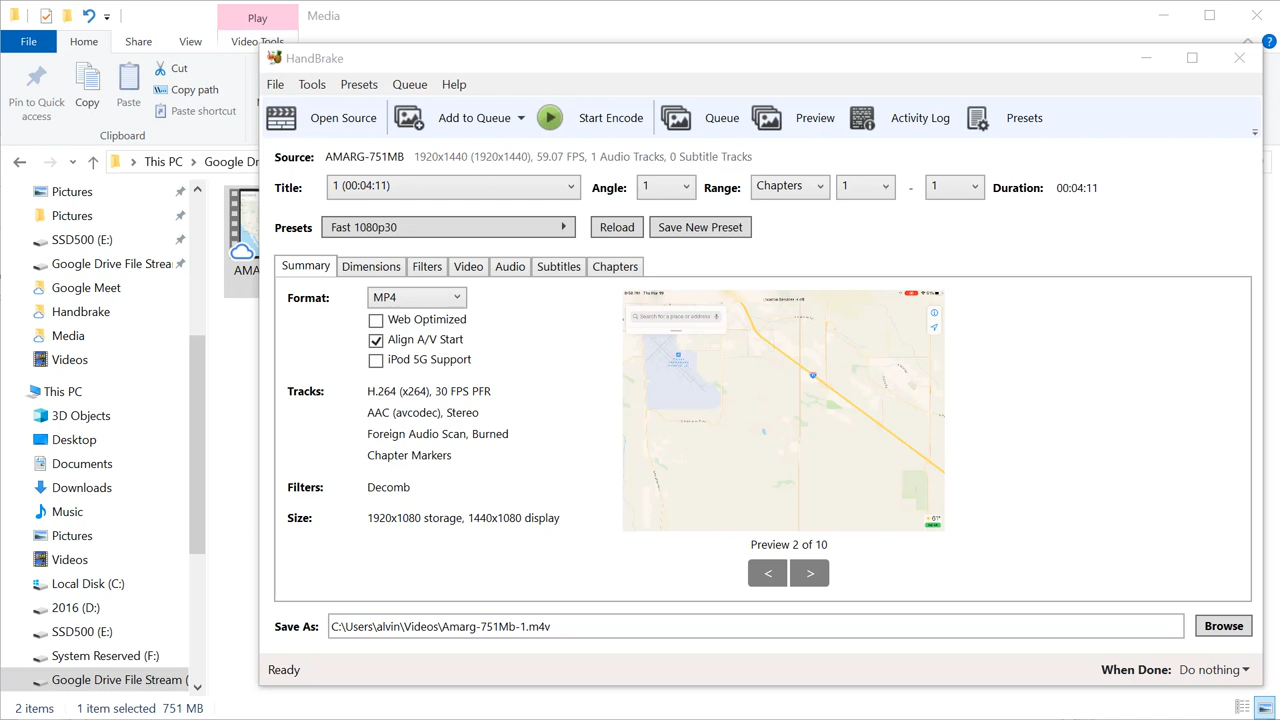 Play
Media
File
Home
Share
View
Video Tools
Pin to Quick
access
Copy
Paste
Cut
Copy path
Paste shortcut
Clipboard
This PC
Google Dr
Pictures
Pictures
SSD500 (E:)
Google Drive File Strea
Google Meet
Handbrake
Media
Videos
This PC
3D Objects
Desktop
Documents
Downloads
Music
Pictures
Videos
Local Disk (C:)
2016 (D:)
SSD500 (E:)
System Reserved (F:)
Google Drive File Stream (
2 items
1 item selected
751 MB
AMA
HandBrake
File
Tools
Presets
Queue
Help
Open Source
Add to Queue
Start Encode
Queue
Preview
Activity Log
Presets
Source: AMARG-751MB 1920x1440 (1920x1440), 59.07 FPS, 1 Audio Tracks, 0 Subtitle Tracks
Title: 1 (00:04:11) Angle: 1 Range: Chapters 1 - 1 Duration: 00:04:11
Presets Fast 1080p30 > Reload Save New Preset
Summary Dimensions Filters Video Audio Subtitles Chapters
Format: MP4
Web Optimized
Align A/V Start
iPod 5G Support
Tracks: H.264 (x264), 30 FPS PFR
AAC (avcodec), Stereo
Foreign Audio Scan, Burned
Chapter Markers
Filters: Decomb
Size: 1920x1080 storage, 1440x1080 display
Search for a place or address
Preview 2 of 10
< >
Save As: C:\Users\alvin\Videos\Amarg-751Mb-1.m4v Browse
Ready
When Done: Do nothing